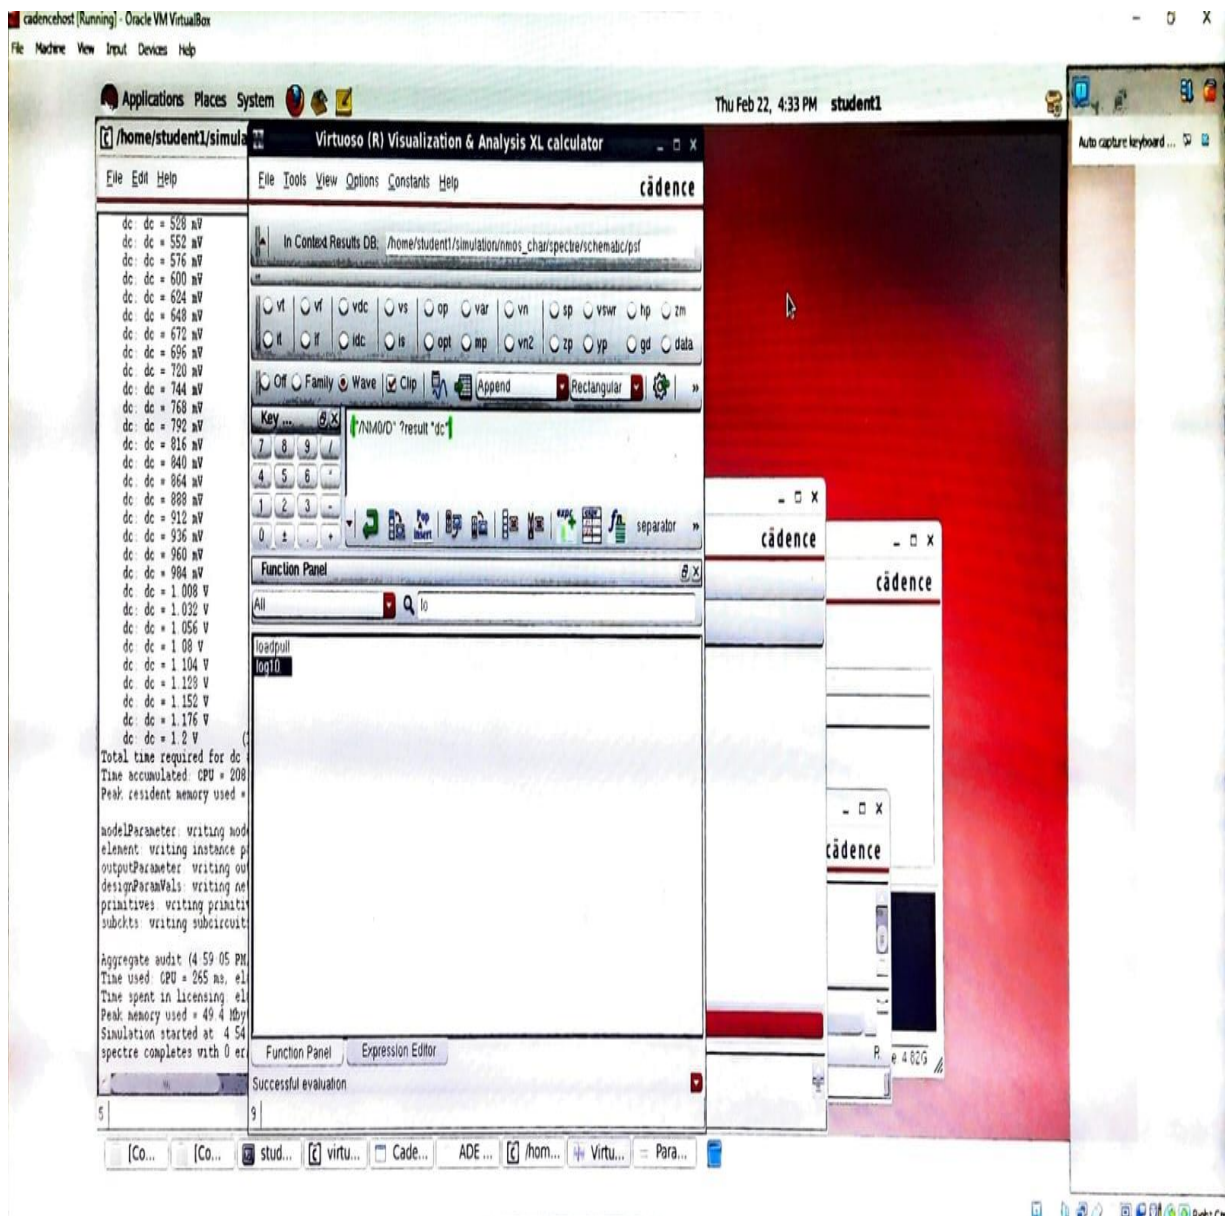 cadencehost [Running] - Oracle VM VirtualBox
File Machine View Input Devices Help
Applications Places System
Thu Feb 22, 4:33 PM student1
Auto capture keyboard ...
/home/student1/simula
File Edit Help
dc: dc = 528 mV
dc: dc = 552 mV
dc: dc = 576 mV
dc: dc = 600 mV
dc: dc = 624 mV
dc: dc = 648 mV
dc: dc = 672 mV
dc: dc = 696 mV
dc: dc = 720 mV
dc: dc = 744 mV
dc: dc = 768 mV
dc: dc = 792 mV
dc: dc = 816 mV
dc: dc = 840 mV
dc: dc = 864 mV
dc: dc = 888 mV
dc: dc = 912 mV
dc: dc = 936 mV
dc: dc = 960 mV
dc: dc = 984 mV
dc: dc = 1.008 V
dc: dc = 1.032 V
dc: dc = 1.056 V
dc: dc = 1.08 V
dc: dc = 1.104 V
dc: dc = 1.128 V
dc: dc = 1.152 V
dc: dc = 1.176 V
dc: dc = 1.2 V (
Total time required for dc
Time accumulated: CPU = 208
Peak resident memory used =
modelParameter: writing mode
element: writing instance p
outputParameter: writing ou
designParamVals: writing ne
primitives: writing primiti
subckts: writing subcircuit
Aggregate audit (4:59:05 PM
Time used: CPU = 265 ms, el
Time spent in licensing: el
Peak memory used = 49.4 Mby
Simulation started at: 4:54
spectre completes with 0 er
5
Virtuoso (R) Visualization & Analysis XL calculator
File Tools View Options Constants Help
cādence
In Context Results DB: /home/student1/simulation/nmos_char/spectre/schematic/psf
vt vf vdc vs op var vn sp vswr hp zm
it if idc is opt mp vn2 zp yp gd data
Off Family Wave Clip Append Rectangular »
Key ...
("/NM0/D" ?result "dc")
7 8 9 /
4 5 6 *
1 2 3 -
0 ± . +
Pop
Insert
expr
separator »
Function Panel
All
lo
loadpull
log10
Function Panel Expression Editor
Successful evaluation
9
cādence
cādence
cādence
R.
e 4.82G
[Co... [Co... stud... virtu... Cade... ADE ... /hom... Virtu... Para...